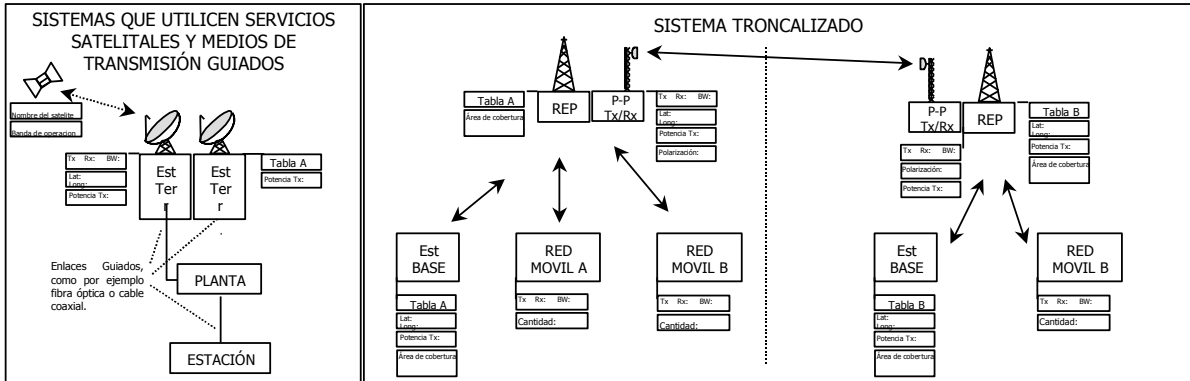 SISTEMAS QUE UTILICEN SERVICIOS
SATELITALES Y MEDIOS DE
TRANSMISIÓN GUIADOS
Nombre del satelite
Banda de operacion
Tx Rx: BW:
Lat:
Long:
Potencia Tx:
Est
Ter
r
Est
Ter
r
Tabla A
Potencia Tx:
Enlaces Guiados,
como por ejemplo
fibra óptica o cable
coaxial.
PLANTA
ESTACIÓN
SISTEMA TRONCALIZADO
Tabla A
Área de cobertura
REP
P-P
Tx/Rx
Tx Rx: BW:
Lat:
Long:
Potencia Tx:
Polarización:
Est
BASE
Tabla A
Lat:
Long:
Potencia Tx:
Área de cobertura
RED
MOVIL A
Tx Rx: BW:
Cantidad:
RED
MOVIL B
Tx Rx: BW:
Cantidad:
P-P
Tx/Rx
REP
Tx Rx: BW:
Polarización:
Potencia Tx:
Tabla B
Lat:
Long:
Potencia Tx:
Área de cobertura
Est
BASE
Tabla B
Lat:
Long:
Potencia Tx:
Área de cobertura
RED
MOVIL B
Tx Rx: BW:
Cantidad: